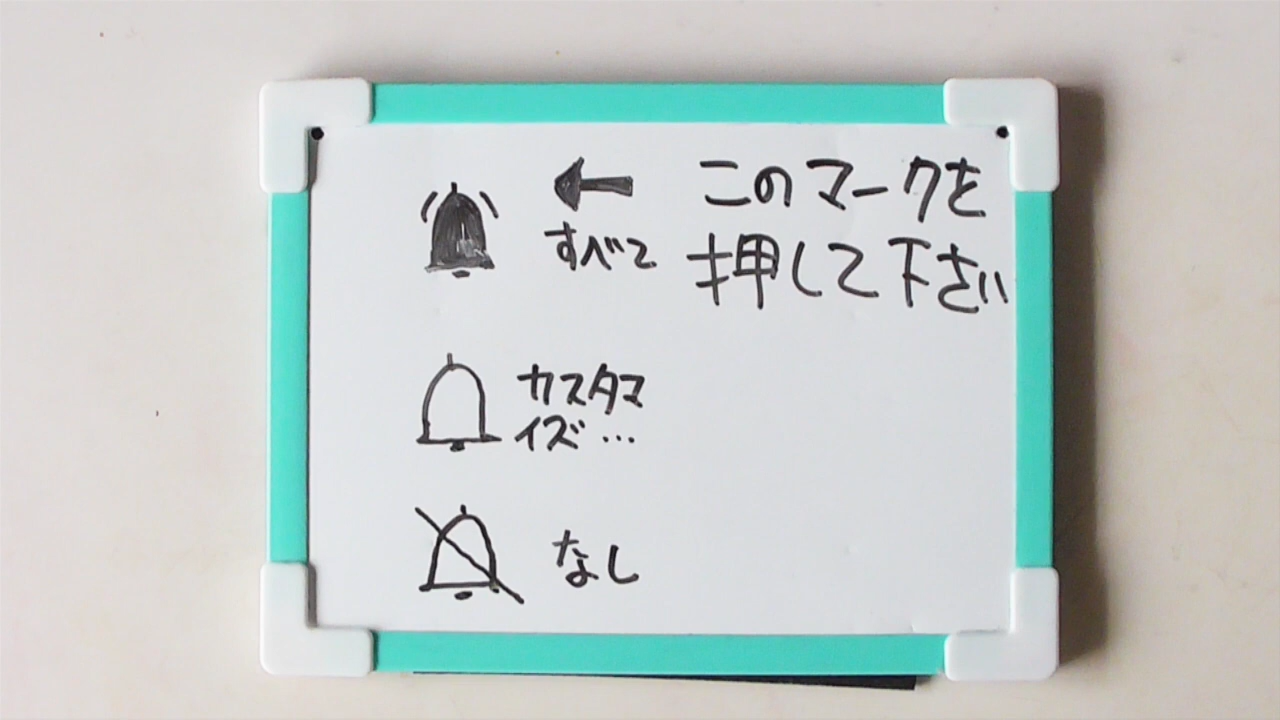 このマークを
押して下さい
すべて
カスタマ
イズ…
なし